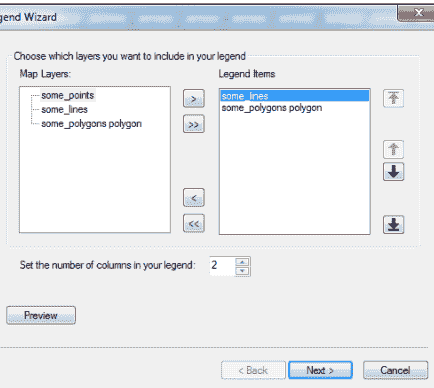 gend Wizard
Choose which layers you want to include in your legend
Map Layers:
Legend Items
some_points
some_lines
some_polygons polygon
>
>>
<
<<
some_lines
some_polygons polygon
Set the number of columns in your legend: 2
Preview
< Back
Next >
Cancel